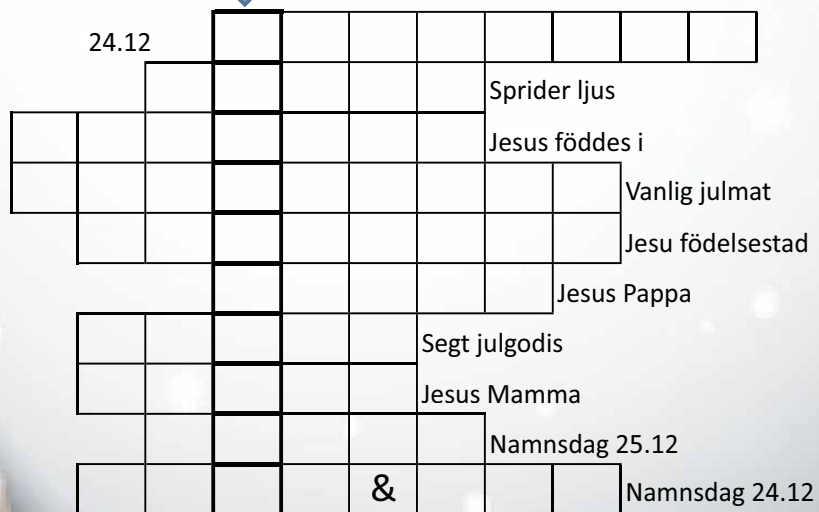 24.12
Sprider ljus
Jesus föddes i
Vanlig julmat
Jesu födelsestad
Jesus Pappa
Segt julgodis
Jesus Mamma
Namnsdag 25.12
& Namnsdag 24.12